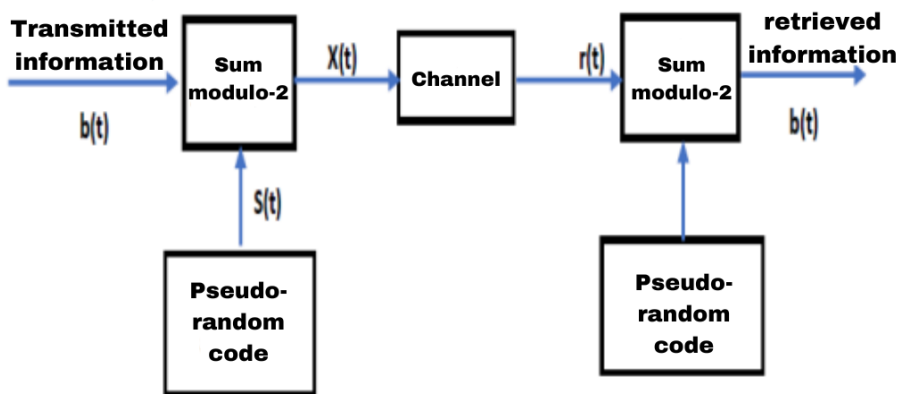 Transmitted
information
b(t)
Sum
modulo-2
X(t)
Channel
r(t)
Sum
modulo-2
retrieved
information
b(t)
S(t)
Pseudo-
random
code
Pseudo-
random
code